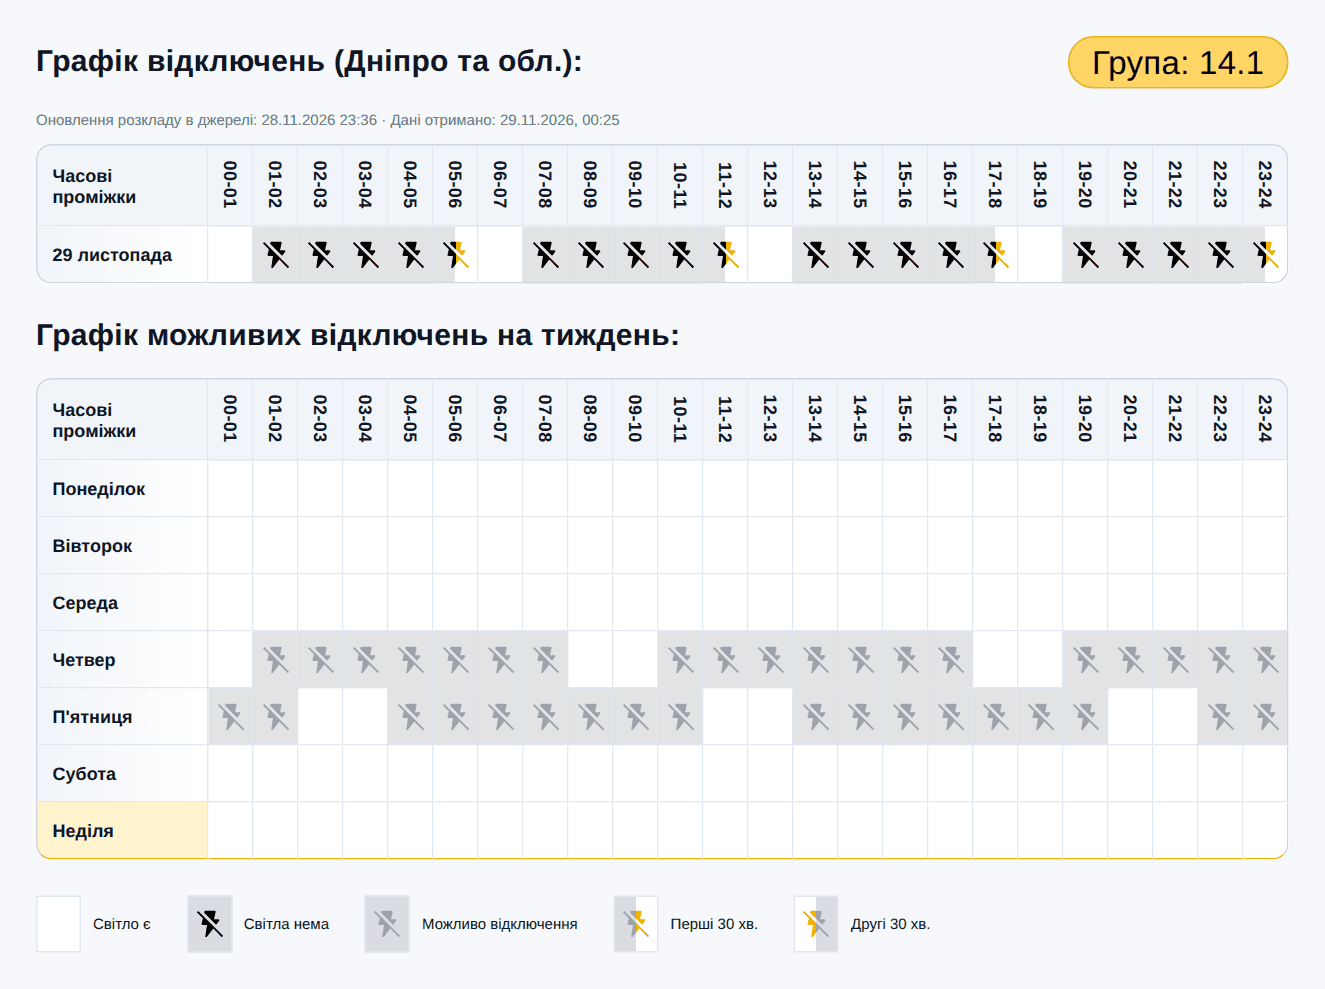 Графік відключень (Дніпро та обл.):
Група: 14.1
Оновлення розкладу в джерелі: 28.11.2026 23:36 · Дані отримано: 29.11.2026, 00:25
Часові проміжки 00-01 01-02 02-03 03-04 04-05 05-06 06-07 07-08 08-09 09-10 10-11 11-12 12-13 13-14 14-15 15-16 16-17 17-18 18-19 19-20 20-21 21-22 22-23 23-24
29 листопада
Графік можливих відключень на тиждень:
Часові проміжки 00-01 01-02 02-03 03-04 04-05 05-06 06-07 07-08 08-09 09-10 10-11 11-12 12-13 13-14 14-15 15-16 16-17 17-18 18-19 19-20 20-21 21-22 22-23 23-24
Понеділок
Вівторок
Середа
Четвер
П'ятниця
Субота
Неділя
Світло є
Світла нема
Можливо відключення
Перші 30 хв.
Другі 30 хв.